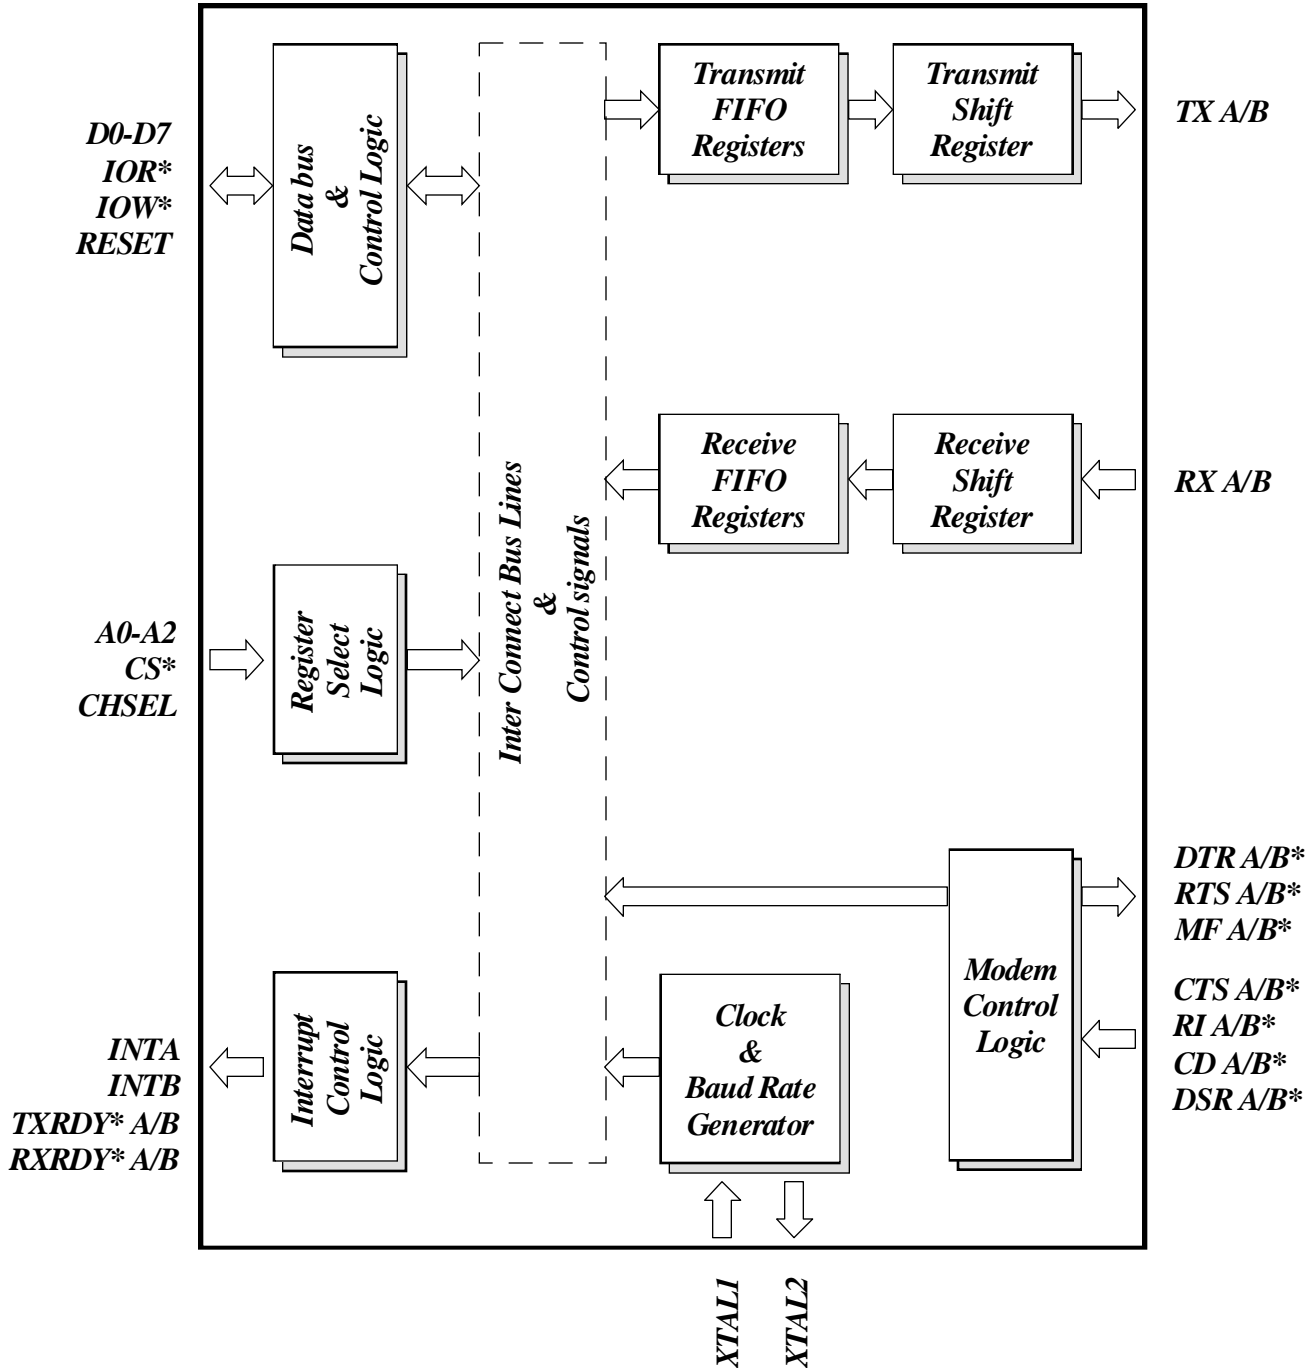 D0-D7
IOR*
IOW*
RESET
Data bus
&
Control Logic
A0-A2
CS*
CHSEL
Register
Select
Logic
INTA
INTB
TXRDY* A/B
RXRDY* A/B
Interrupt
Control
Logic
Inter Connect Bus Lines
&
Control signals
Transmit
FIFO
Registers
Transmit
Shift
Register
TX A/B
Receive
FIFO
Registers
Receive
Shift
Register
RX A/B
Modem
Control
Logic
DTR A/B*
RTS A/B*
MF A/B*
CTS A/B*
RI A/B*
CD A/B*
DSR A/B*
Clock
&
Baud Rate
Generator
XTAL1
XTAL2